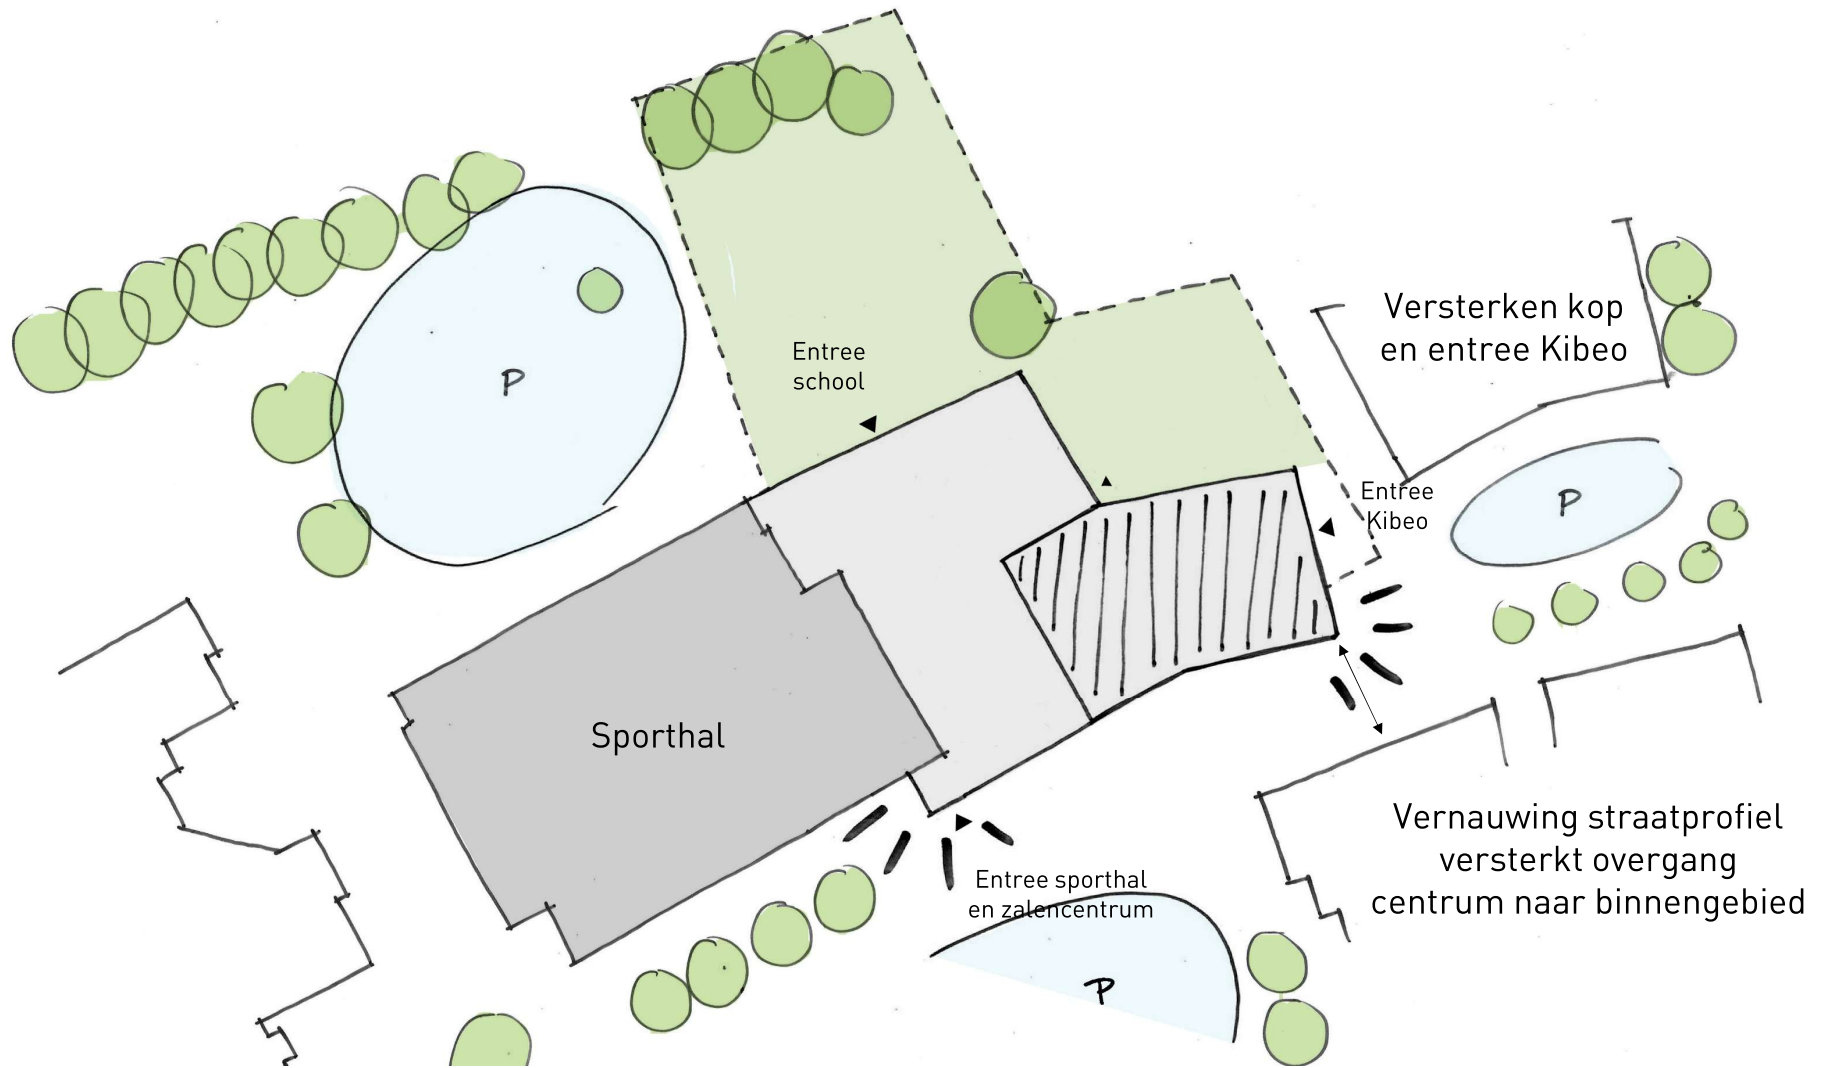 Versterken kop
en entree Kibeo
Entree
school
P
Entree
Kibeo
P
Sporthal
Vernauwing straatprofiel
versterkt overgang
centrum naar binnengebied
Entree sporthal
en zalencentrum
P